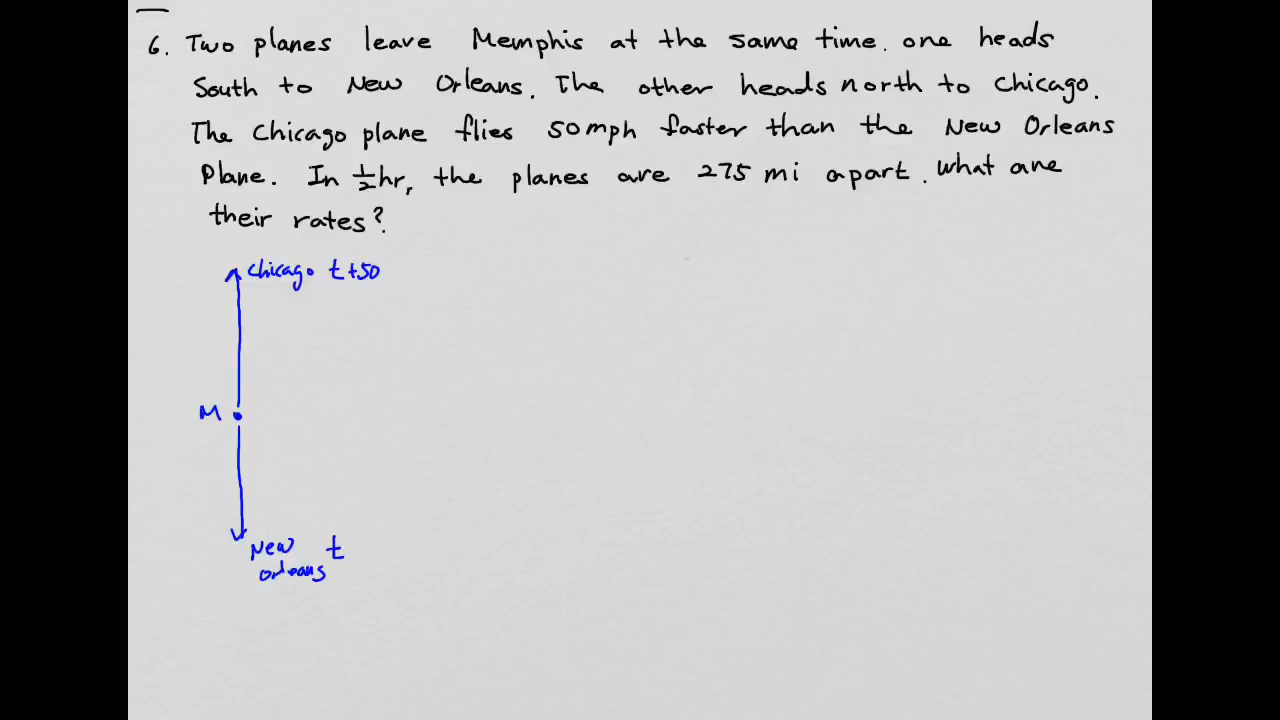 6. Two planes leave Memphis at the same time. one heads
South to New Orleans. The other heads north to Chicago.
The Chicago plane flies 50mph faster than the New Orleans
Plane. In 1/2 hr, the planes are 275 mi apart. what are
their rates?
Chicago t+50
M
New t
orleans